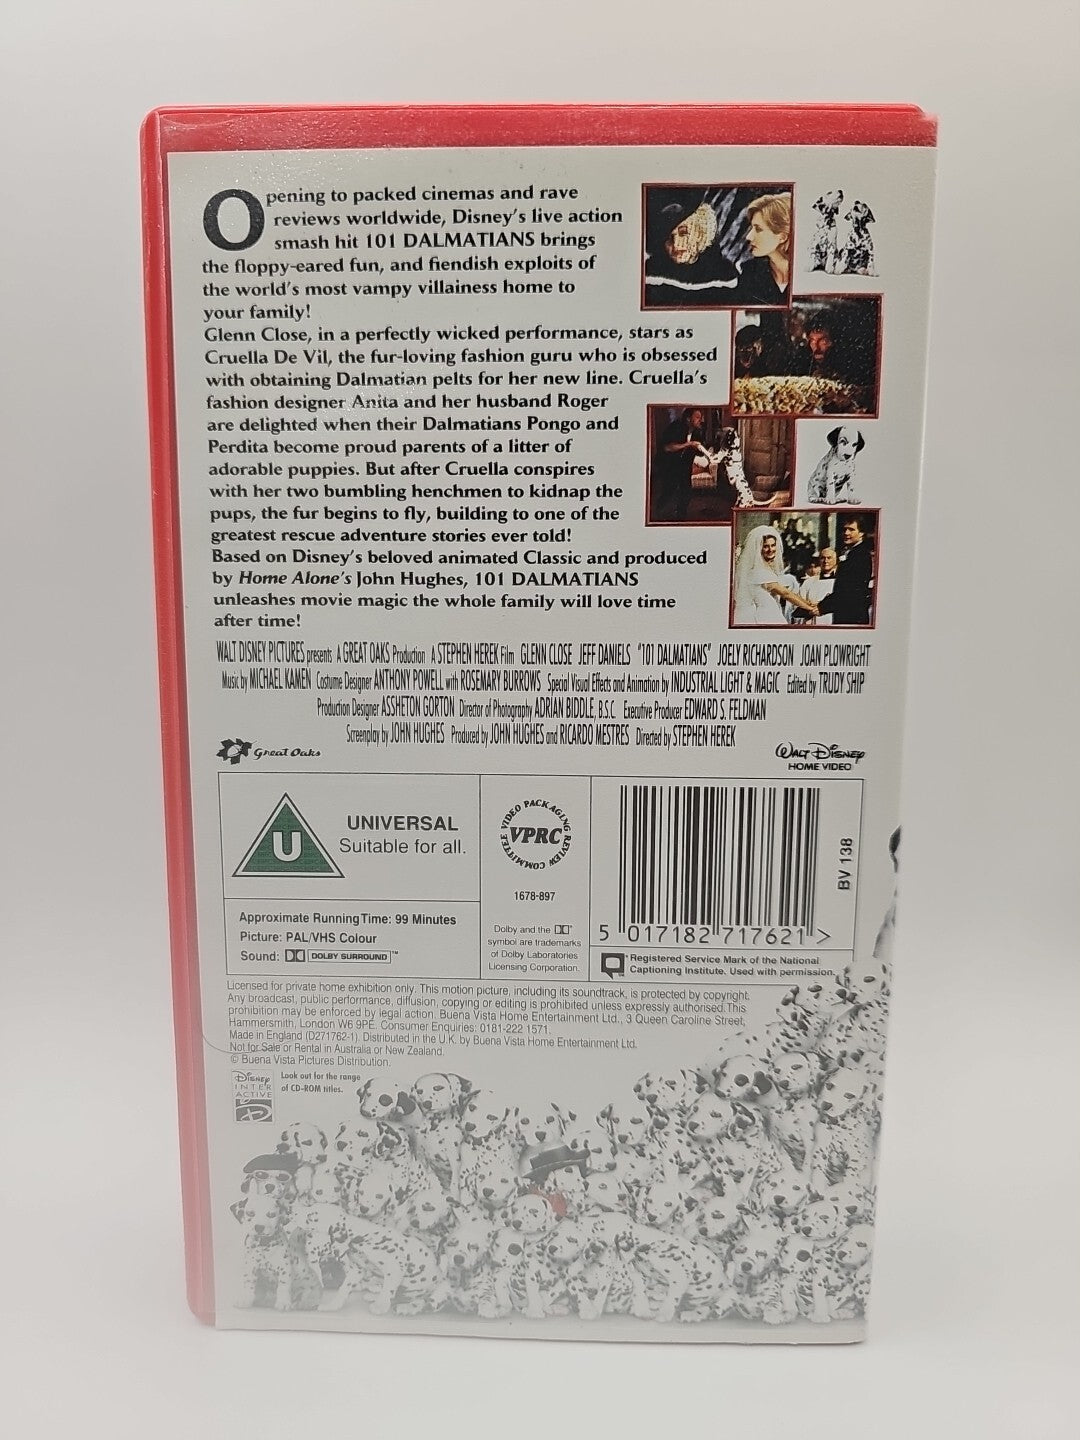 Opening to packed cinemas and rave
reviews worldwide, Disney's live action
smash hit 101 DALMATIANS brings
the floppy-eared fun, and fiendish exploits of
the world's most vampy villainess home to
your family!
Glenn Close, in a perfectly wicked performance, stars as
Cruella De Vil, the fur-loving fashion guru who is obsessed
with obtaining Dalmatian pelts for her new line. Cruella's
fashion designer Anita and her husband Roger
are delighted when their Dalmatians Pongo and
Perdita become proud parents of a litter of
adorable puppies. But after Cruella conspires
with her two bumbling henchmen to kidnap the
pups, the fur begins to fly, building to one of the
greatest rescue adventure stories ever told!
Based on Disney's beloved animated Classic and produced
by Home Alone's John Hughes, 101 DALMATIANS
unleashes movie magic the whole family will love time
after time!
WALT DISNEY PICTURES presents A GREAT OAKS Production A STEPHEN HEREK Film GLENN CLOSE JEFF DANIELS "101 DALMATIANS" JOELY RICHARDSON JOAN PLOWRIGHT
Music by MICHAEL KAMEN Costume Designer ANTHONY POWELL with ROSEMARY BURROWS Special Visual Effects and Animation by INDUSTRIAL LIGHT & MAGIC Edited by TRUDY SHIP
Production Designer ASSHETON GORTON Director of Photography ADRIAN BIDDLE, B.S.C. Executive Producer EDWARD S. FELDMAN
Screenplay by JOHN HUGHES Produced by JOHN HUGHES and RICARDO MESTRES Directed by STEPHEN HEREK
Great Oaks
WALT DISNEY
HOME VIDEO
U
UNIVERSAL
Suitable for all.
Approximate Running Time: 99 Minutes
Picture: PAL/VHS Colour
Sound: DOLBY SURROUND™
VIDEO PACKAGING REVIEW COMMITTEE
VPRC
1678-897
Dolby and the
symbol are trademarks
of Dolby Laboratories
Licensing Corporation.
BV 138
5 017182 717621 >
Registered Service Mark of the National
Captioning Institute. Used with permission.
Licensed for private home exhibition only. This motion picture, including its soundtrack, is protected by copyright.
Any broadcast, public performance, diffusion, copying or editing is prohibited unless expressly authorised. This
prohibition may be enforced by legal action. Buena Vista Home Entertainment Ltd., 3 Queen Caroline Street,
Hammersmith, London W6 9PE. Consumer Enquiries: 0181-222 1571.
Made in England (D271762-1). Distributed in the U.K. by Buena Vista Home Entertainment Ltd.
Not for Sale or Rental in Australia or New Zealand.
© Buena Vista Pictures Distribution.
DISNEY
INTER
ACTIVE
D
Look out for the range
of CD-ROM titles.